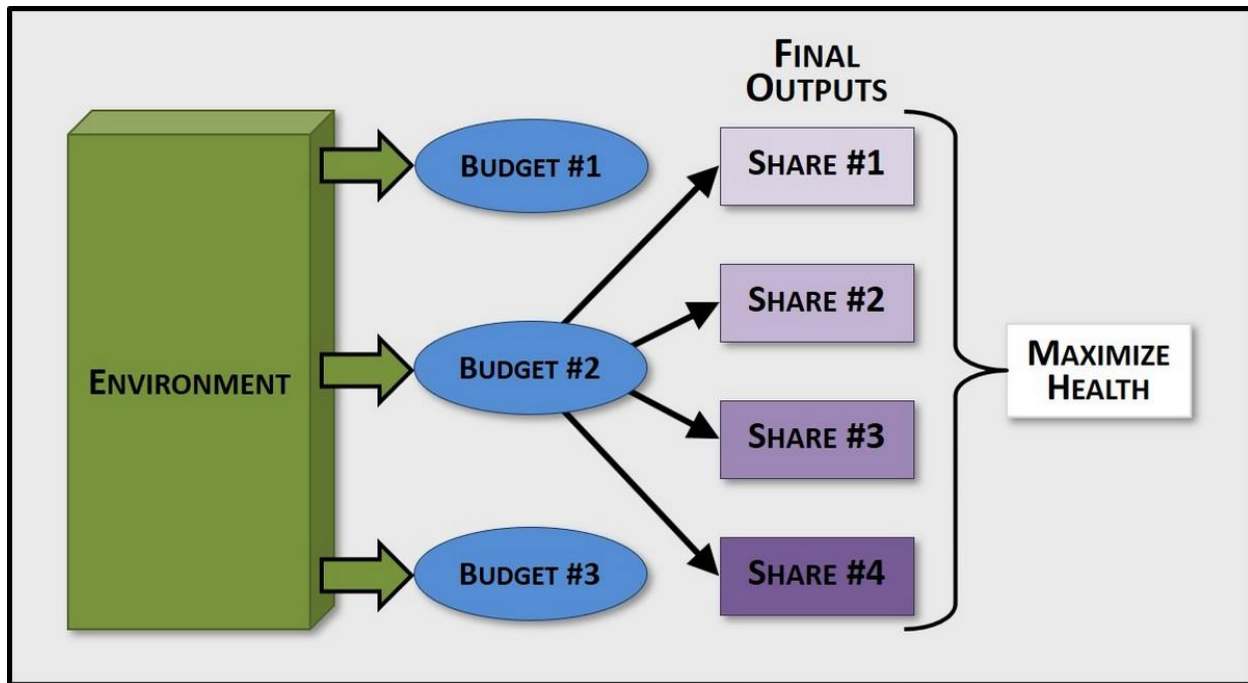 FINAL
OUTPUTS
BUDGET #1
SHARE #1
SHARE #2
ENVIRONMENT
BUDGET #2
MAXIMIZE
HEALTH
SHARE #3
BUDGET #3
SHARE #4